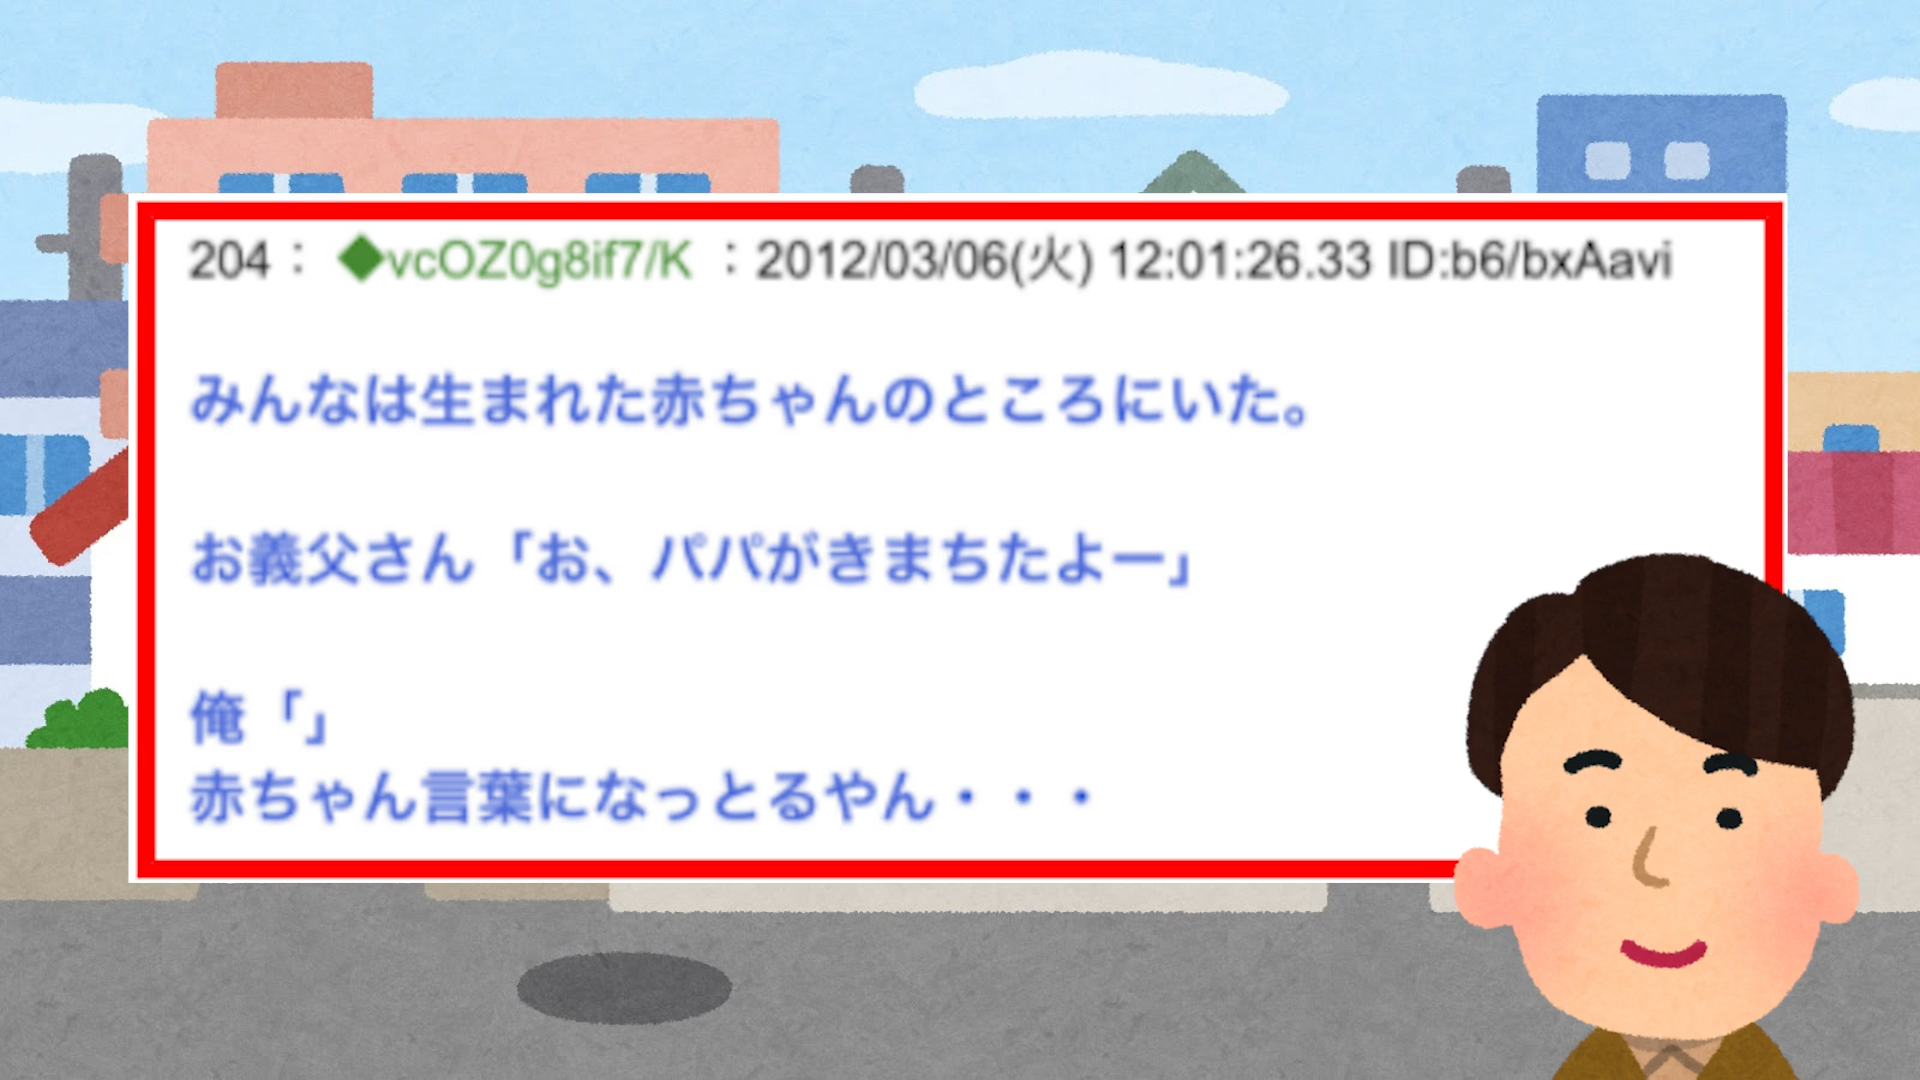 204： ◆vcOZ0g8if7/K ：2012/03/06(火) 12:01:26.33 ID:b6/bxAavi
みんなは生まれた赤ちゃんのところにいた。
お義父さん「お、パパがきまちたよー」
俺「」
赤ちゃん言葉になっとるやん・・・